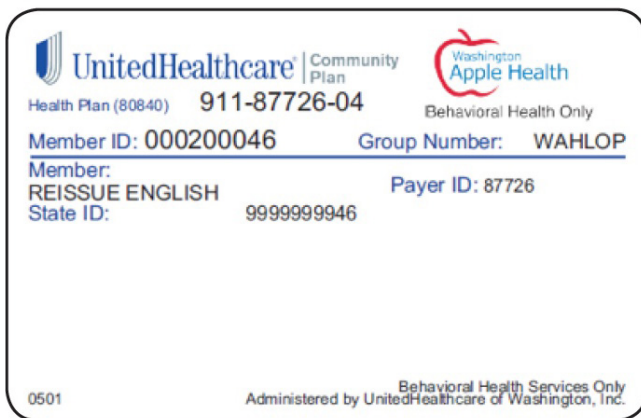 UnitedHealthcare® Community Plan
Washington Apple Health
Health Plan (80840) 911-87726-04
Behavioral Health Only
Member ID: 000200046 Group Number: WAHLOP
Member:
REISSUE ENGLISH
Payer ID: 87726
State ID: 9999999946
Behavioral Health Services Only
0501 Administered by UnitedHealthcare of Washington, Inc.